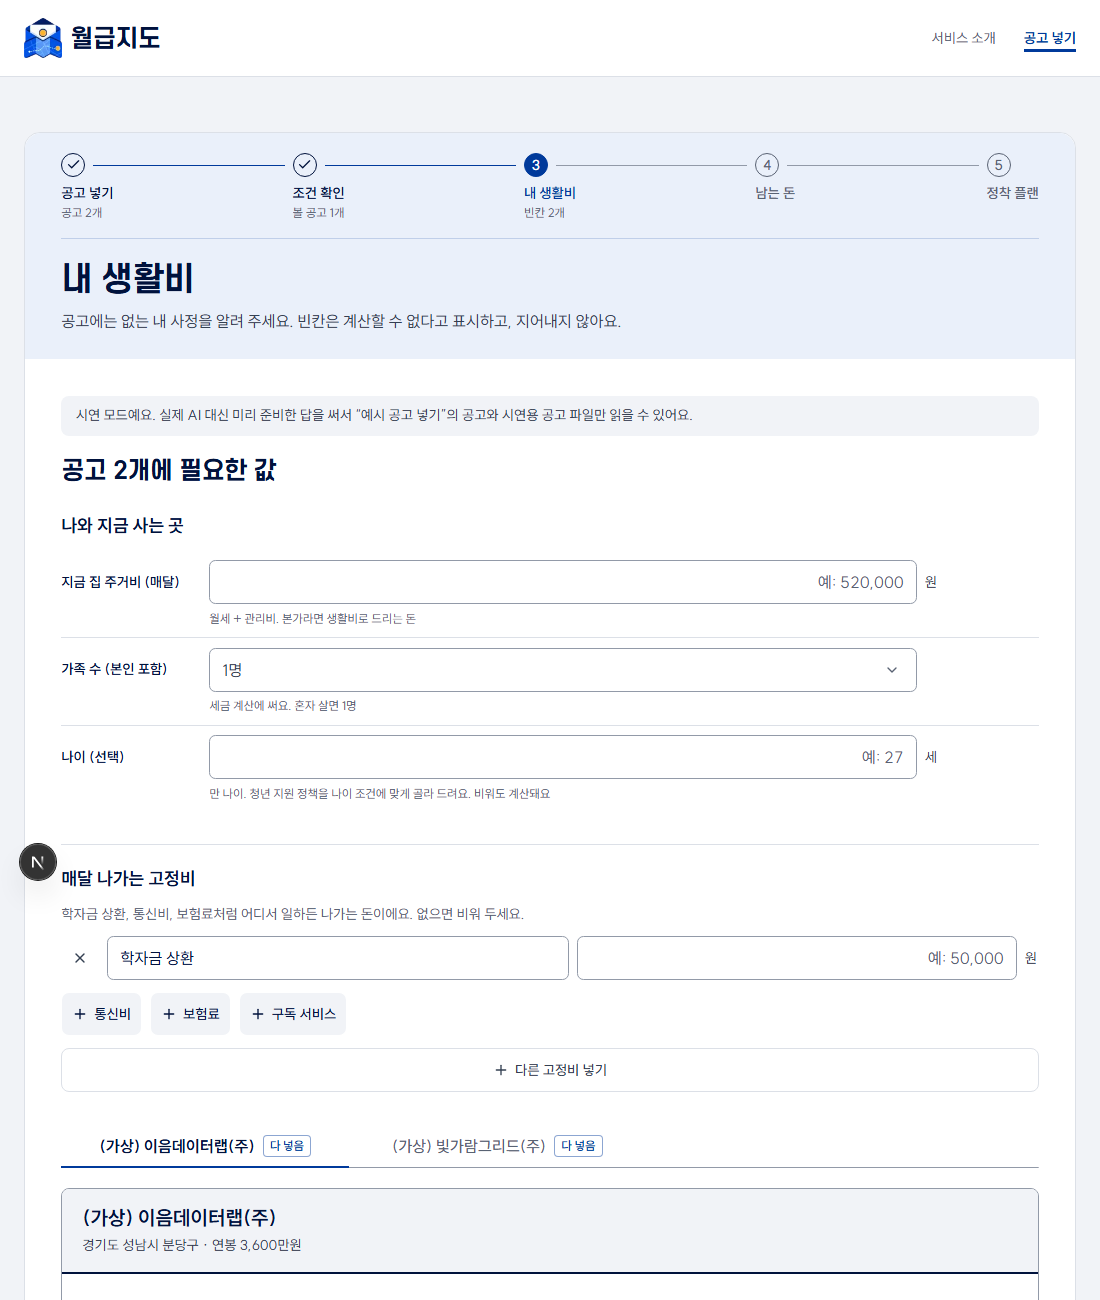 월급지도
서비스 소개
공고 넣기
공고 넣기
공고 2개
조건 확인
볼 공고 1개
3
내 생활비
빈칸 2개
4
남는 돈
5
정착 플랜
내 생활비
공고에는 없는 내 사정을 알려 주세요. 빈칸은 계산할 수 없다고 표시하고, 지어내지 않아요.
시연 모드예요. 실제 AI 대신 미리 준비한 답을 써서 “예시 공고 넣기”의 공고와 시연용 공고 파일만 읽을 수 있어요.
공고 2개에 필요한 값
나와 지금 사는 곳
지금 집 주거비 (매달)
예: 520,000
원
월세 + 관리비. 본가라면 생활비로 드리는 돈
가족 수 (본인 포함)
1명
세금 계산에 써요. 혼자 살면 1명
나이 (선택)
예: 27
세
만 나이. 청년 지원 정책을 나이 조건에 맞게 골라 드려요. 비워도 계산돼요
N
매달 나가는 고정비
학자금 상환, 통신비, 보험료처럼 어디서 일하든 나가는 돈이에요. 없으면 비워 두세요.
× 학자금 상환
예: 50,000
원
+ 통신비
+ 보험료
+ 구독 서비스
+ 다른 고정비 넣기
(가상) 이음데이터랩(주) 다 넣음
(가상) 빛가람그리드(주) 다 넣음
(가상) 이음데이터랩(주)
경기도 성남시 분당구 · 연봉 3,600만원